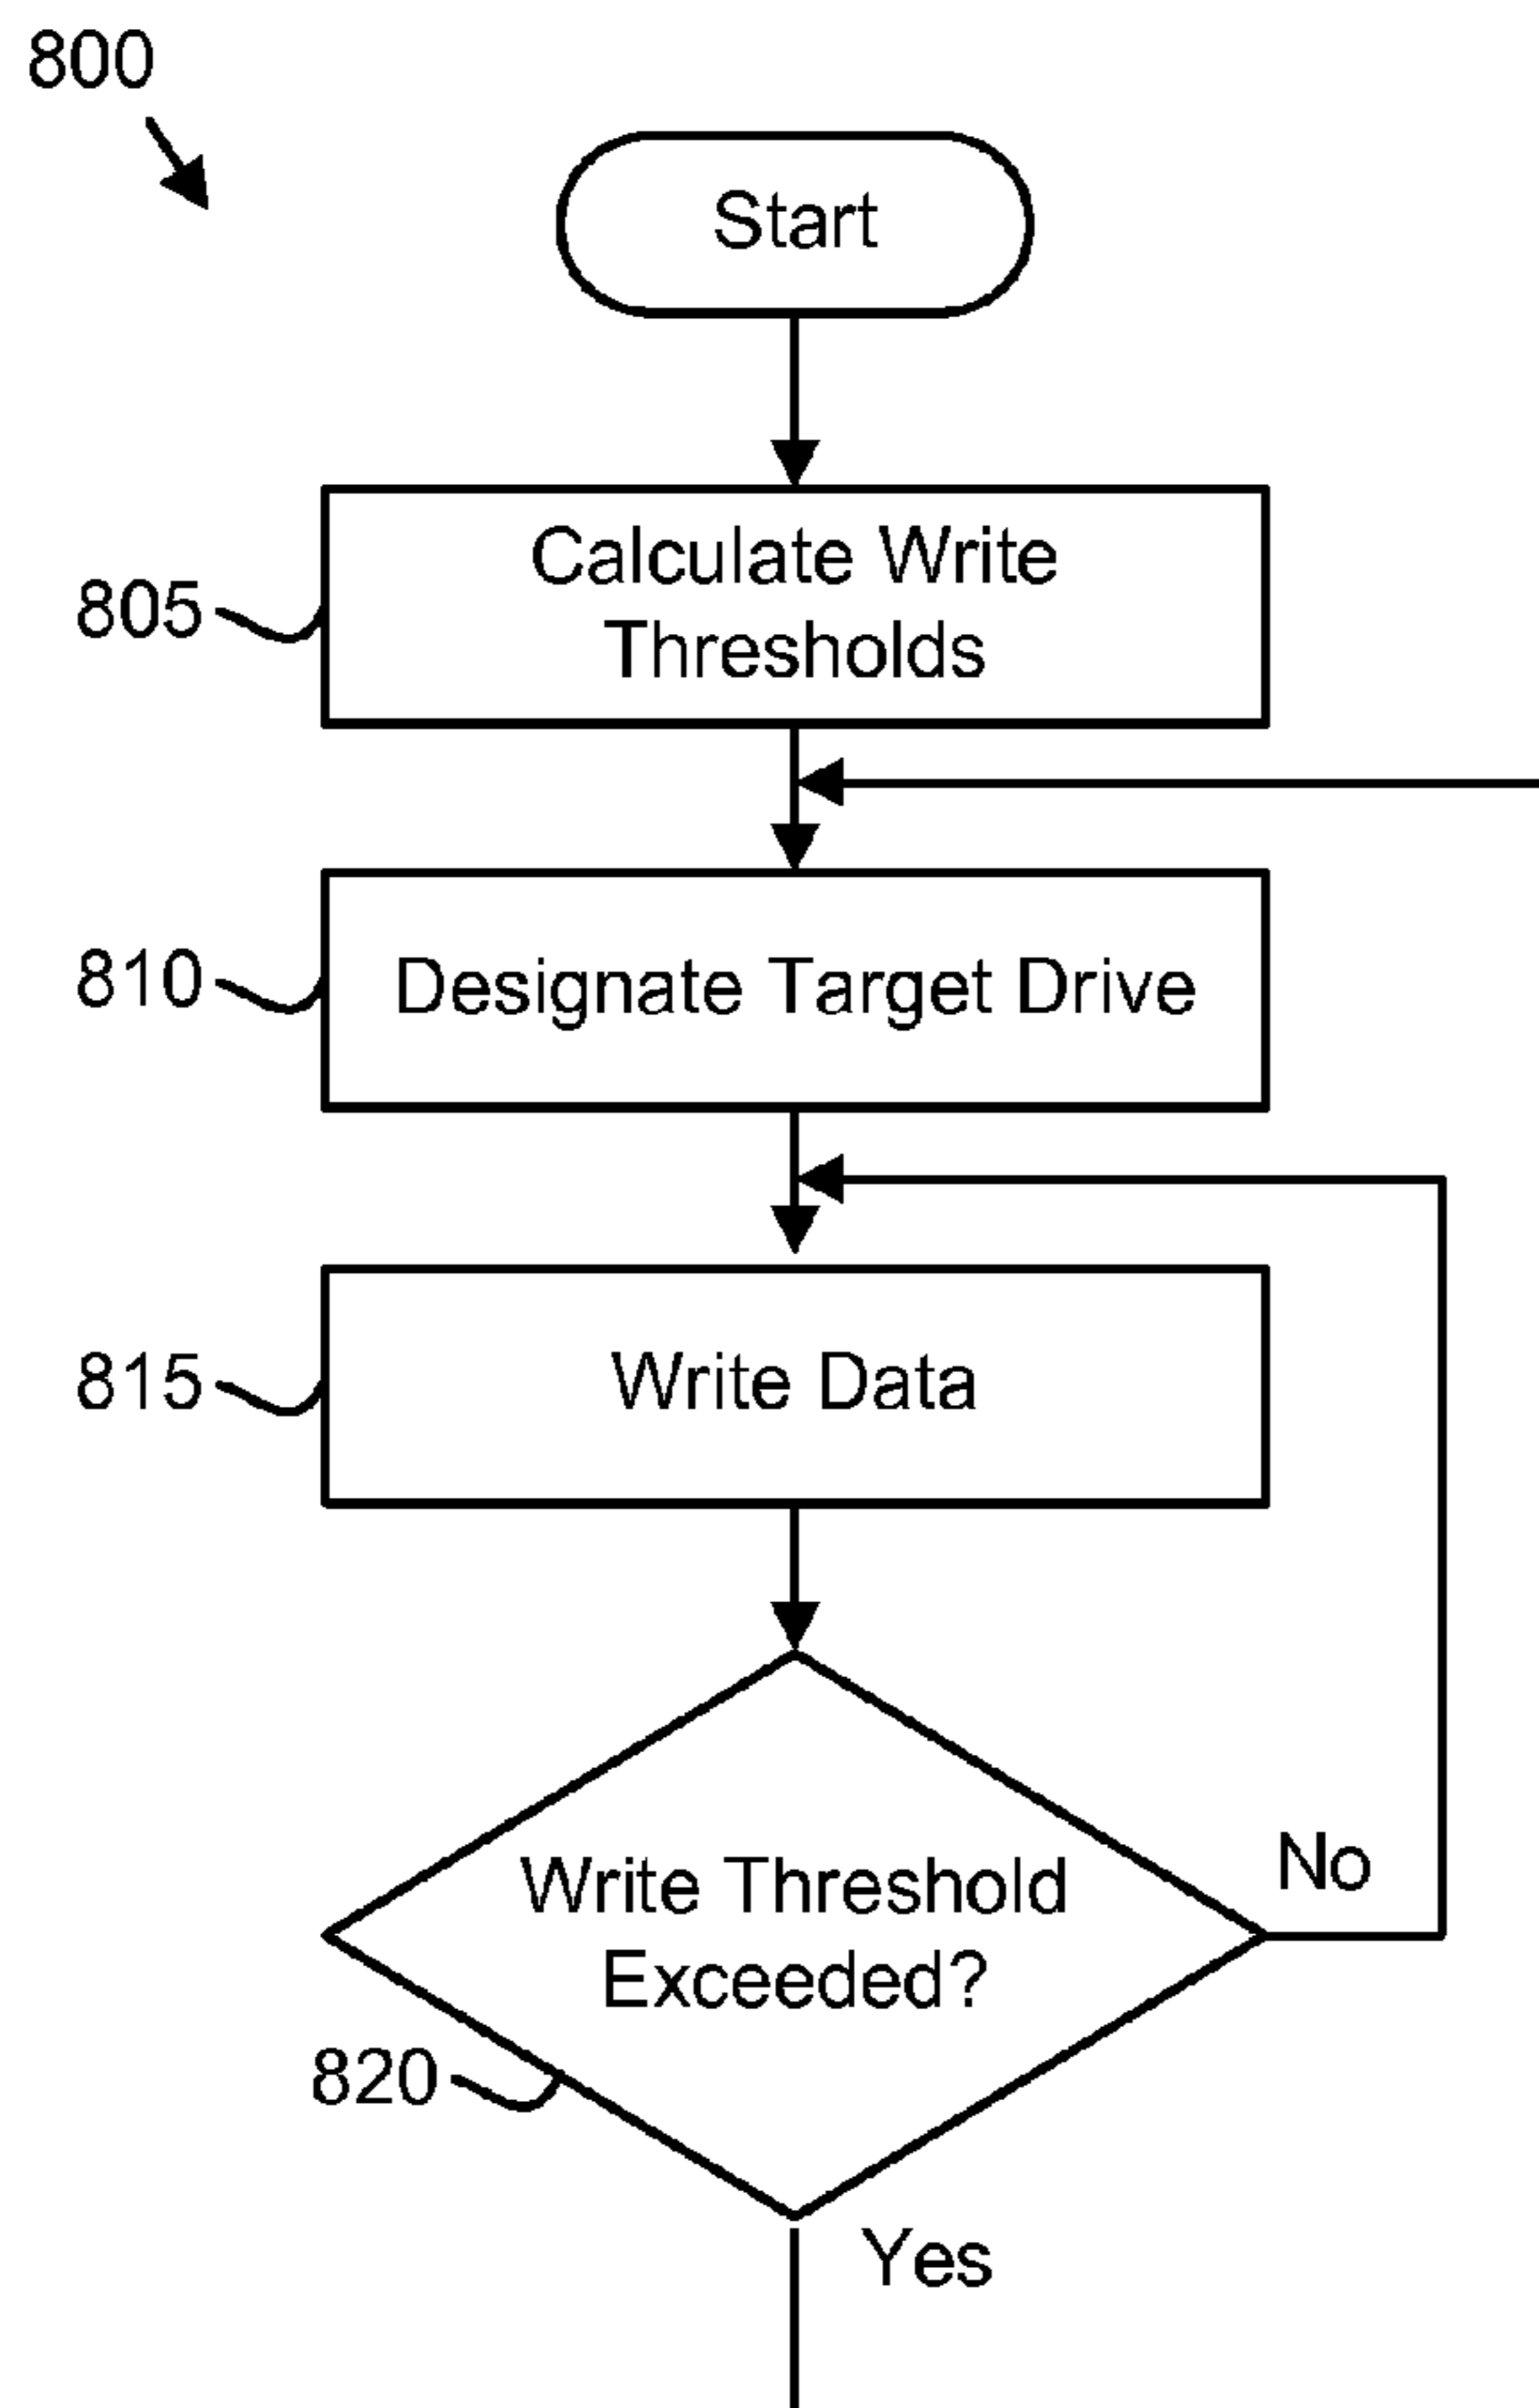 800
Start
Calculate Write
Thresholds
805
Designate Target Drive
810
Write Data
815
Write Threshold
Exceeded?
No
820
Yes